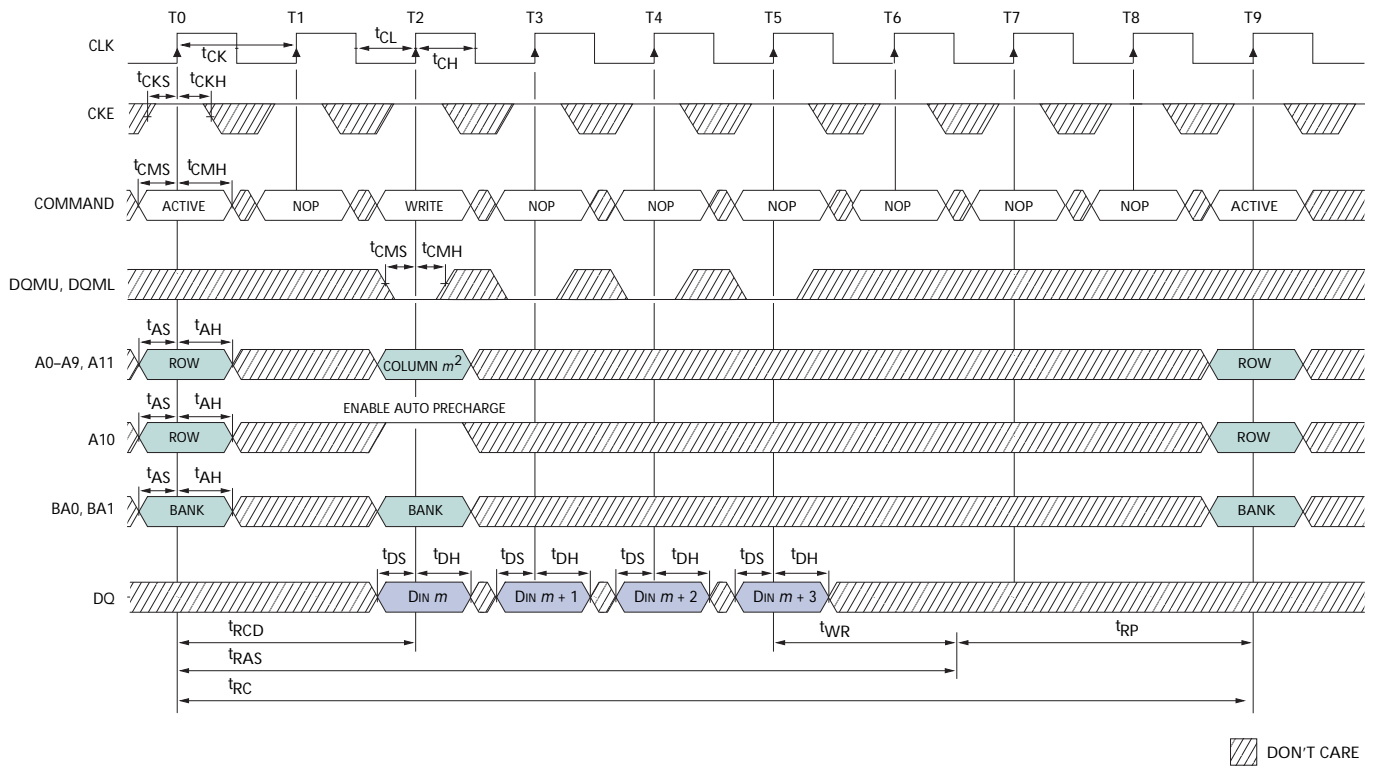 T0 T1 T2 T3 T4 T5 T6 T7 T8 T9
CLK
tCK tCL tCH
tCKS tCKH
CKE
tCMS tCMH
COMMAND ACTIVE NOP WRITE NOP NOP NOP NOP NOP NOP ACTIVE
tCMS tCMH
DQMU, DQML
tAS tAH
A0–A9, A11 ROW COLUMN m² ROW
ENABLE AUTO PRECHARGE
tAS tAH
A10 ROW ROW
tAS tAH
BA0, BA1 BANK BANK BANK
tDS tDH tDS tDH tDS tDH tDS tDH
DQ DIN m DIN m + 1 DIN m + 2 DIN m + 3
tRCD tWR tRP
tRAS
tRC
DON'T CARE